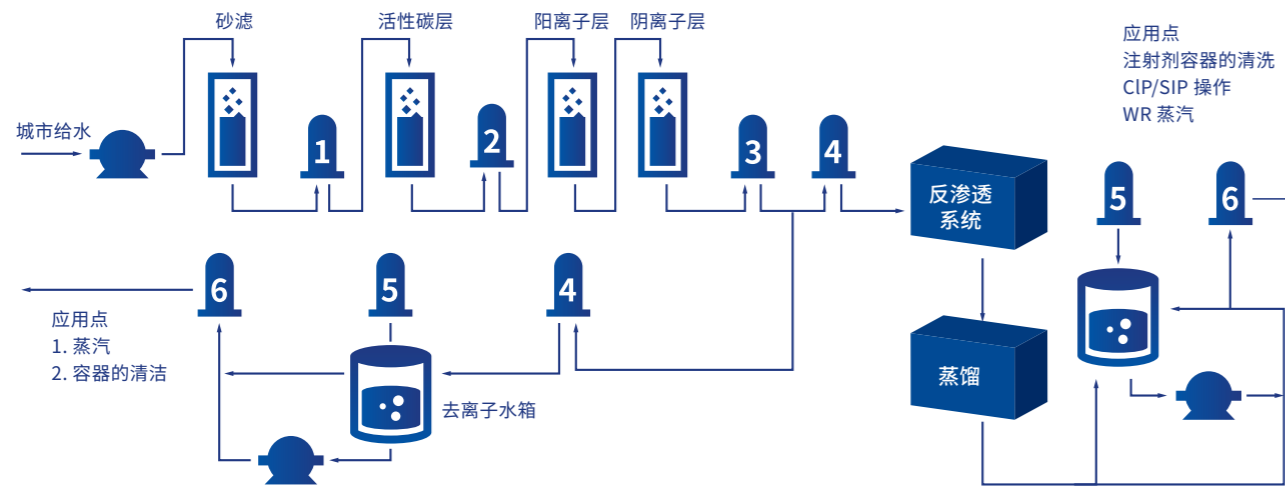 砂滤
活性碳层
阳离子层
阴离子层
应用点
注射剂容器的清洗
CIP/SIP 操作
WR 蒸汽
城市给水
1
2
3
4
反渗透
系统
5
6
6
5
4
应用点
1. 蒸汽
2. 容器的清洁
去离子水箱
蒸馏